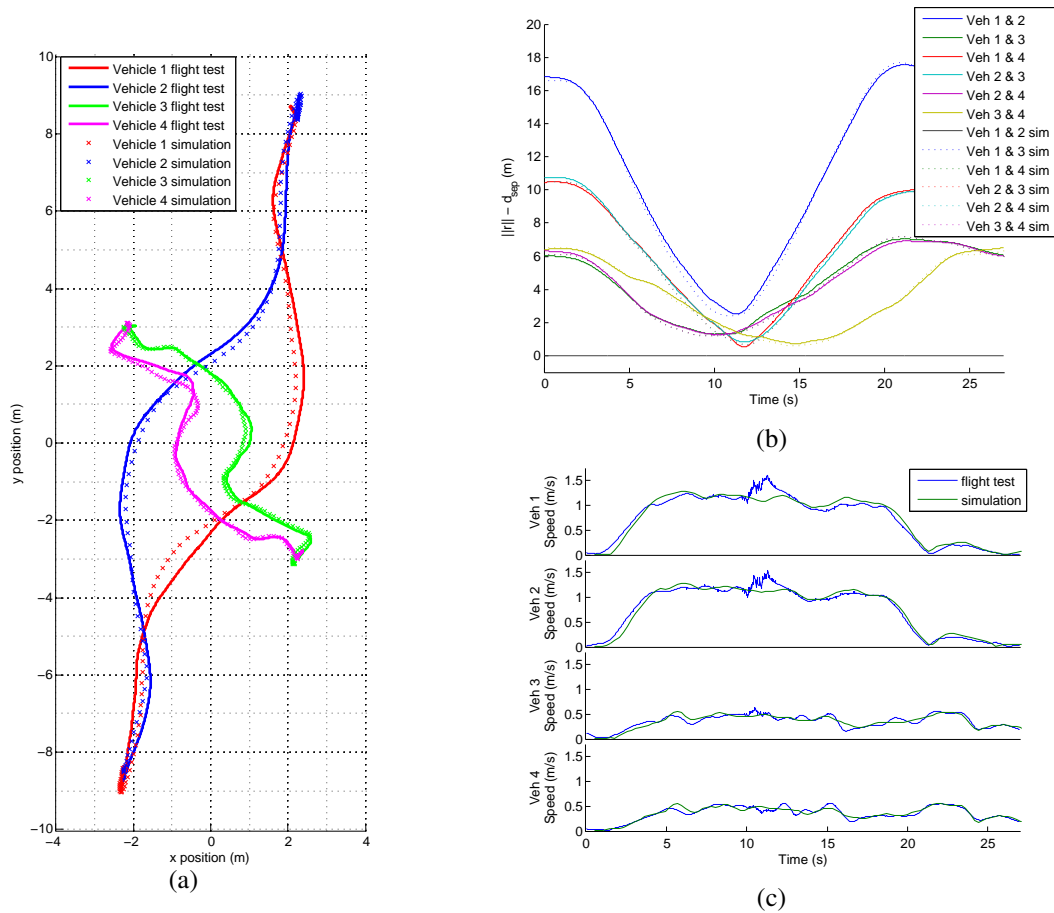 10
8
6
4
2
0
−2
−4
−6
−8
−10
−4
−2
0
2
4
x position (m)
y position (m)
Vehicle 1 flight test
Vehicle 2 flight test
Vehicle 3 flight test
Vehicle 4 flight test
Vehicle 1 simulation
Vehicle 2 simulation
Vehicle 3 simulation
Vehicle 4 simulation
(a)
20
18
16
14
12
10
8
6
4
2
0
0
5
10
15
20
25
Time (s)
||r|| − d_sep (m)
Veh 1 & 2
Veh 1 & 3
Veh 1 & 4
Veh 2 & 3
Veh 2 & 4
Veh 3 & 4
Veh 1 & 2 sim
Veh 1 & 3 sim
Veh 1 & 4 sim
Veh 2 & 3 sim
Veh 2 & 4 sim
Veh 3 & 4 sim
(b)
Veh 1
Speed (m/s)
1.5
1
0.5
0
flight test
simulation
Veh 2
Speed (m/s)
1.5
1
0.5
0
Veh 3
Speed (m/s)
1.5
1
0.5
0
Veh 4
Speed (m/s)
1.5
1
0.5
0
0
5
10
15
20
25
Time (s)
(c)